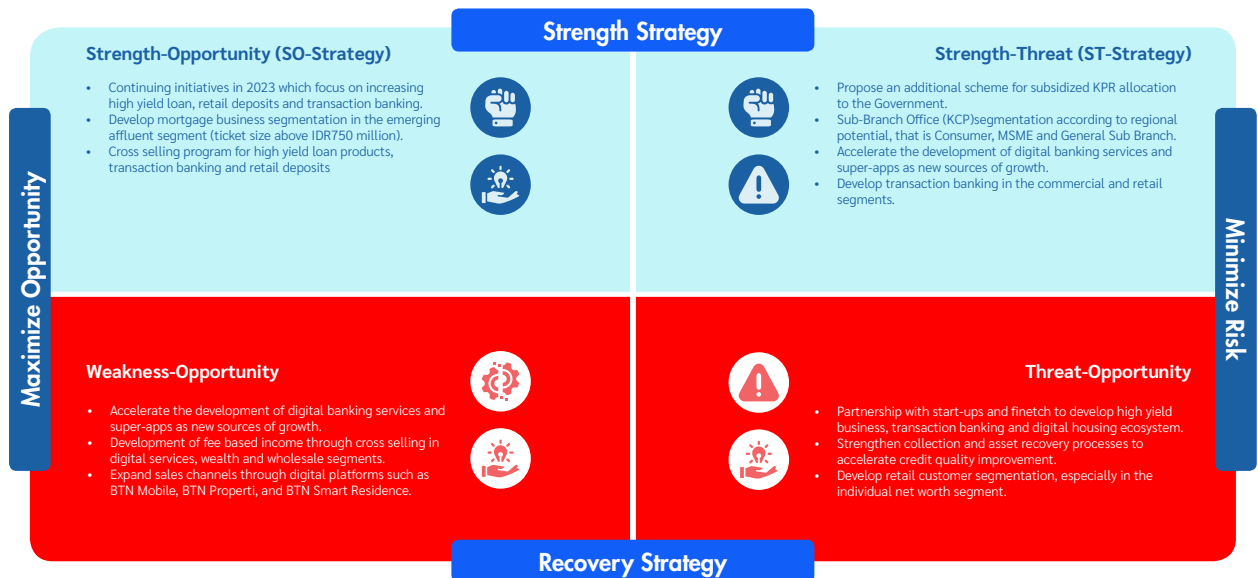 Strength Strategy
Maximize Opportunity
Strength-Opportunity (SO-Strategy)
• Continuing initiatives in 2023 which focus on increasing
high yield loan, retail deposits and transaction banking.
• Develop mortgage business segmentation in the emerging
affluent segment (ticket size above IDR750 million).
• Cross selling program for high yield loan products,
transaction banking and retail deposits
Strength-Threat (ST-Strategy)
• Propose an additional scheme for subsidized KPR allocation
to the Government.
• Sub-Branch Office (KCP)segmentation according to regional
potential, that is Consumer, MSME and General Sub Branch.
• Accelerate the development of digital banking services and
super-apps as new sources of growth.
• Develop transaction banking in the commercial and retail
segments.
Minimize Risk
Weakness-Opportunity
• Accelerate the development of digital banking services and
super-apps as new sources of growth.
• Development of fee based income through cross selling in
digital services, wealth and wholesale segments.
• Expand sales channels through digital platforms such as
BTN Mobile, BTN Properti, and BTN Smart Residence.
Threat-Opportunity
• Partnership with start-ups and finetch to develop high yield
business, transaction banking and digital housing ecosystem.
• Strengthen collection and asset recovery processes to
accelerate credit quality improvement.
• Develop retail customer segmentation, especially in the
individual net worth segment.
Recovery Strategy